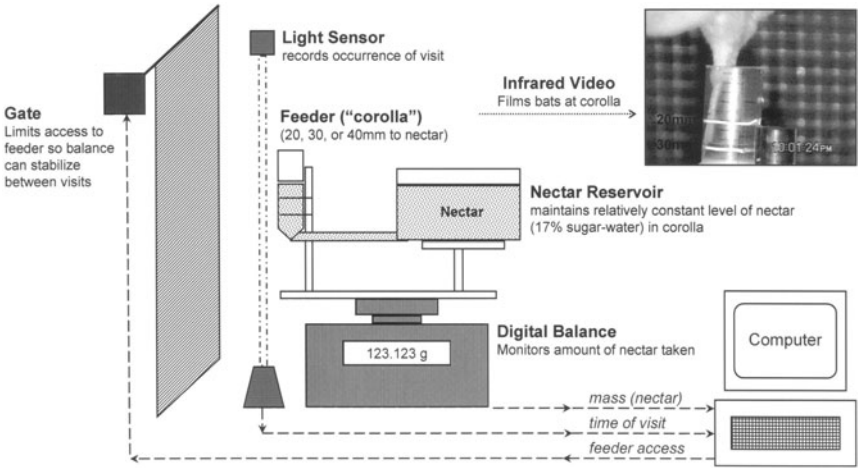 Light Sensor
records occurrence of visit
Infrared Video
Films bats at corolla
20mm
30mm
10:01:24PM
Gate
Limits access to
feeder so balance
can stabilize
between visits
Feeder ("corolla")
(20, 30, or 40mm to nectar)
Nectar
Nectar Reservoir
maintains relatively constant level of nectar
(17% sugar-water) in corolla
Digital Balance
Monitors amount of nectar taken
123.123 g
Computer
mass (nectar)
time of visit
feeder access